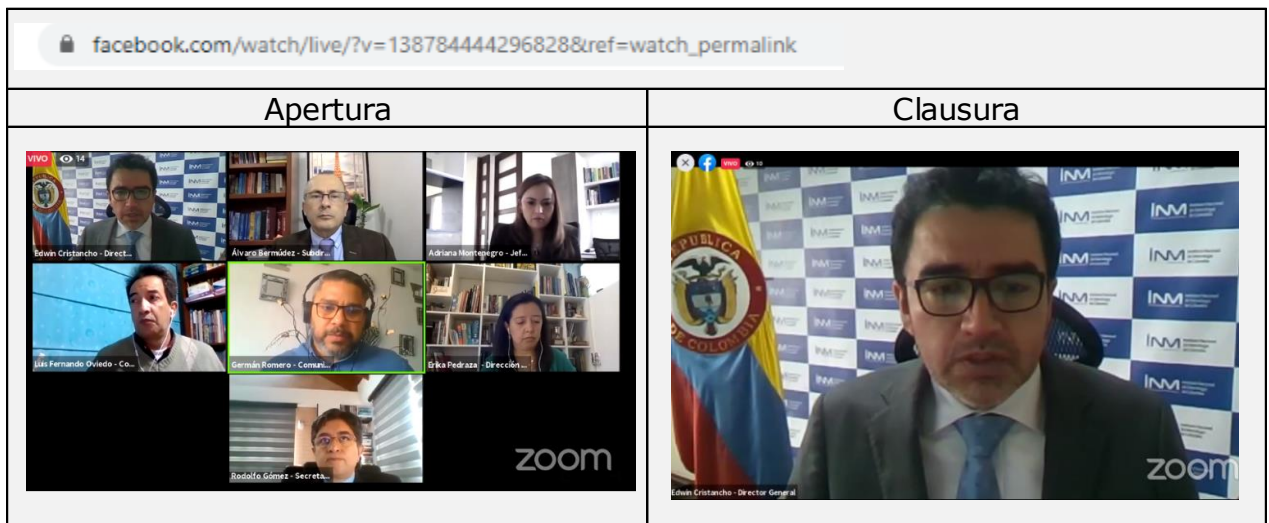 facebook.com/watch/live/?v=138784444296828&ref=watch_permalink
Apertura
Clausura
VIVO 14
Edwin Cristancho - Direct...
Álvaro Bermúdez - Subdir...
Adriana Montenegro - Jef...
Luis Fernando Oviedo - Co...
Germán Romero - Comuni...
Erika Pedraza - Dirección ...
Rodolfo Gómez - Secreta...
zoom
VIVO 10
INM
REPUBLICA
DE COLOMBIA
zoom
Edwin Cristancho - Director General